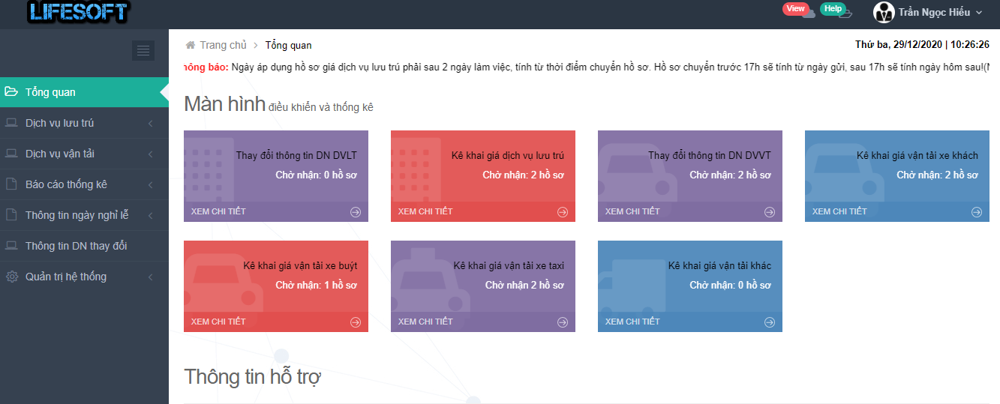 LIFESOFT
View
Help
Trần Ngọc Hiếu
Trang chủ > Tổng quan
Thứ ba, 29/12/2020 | 10:26:26
hông báo: Ngày áp dụng hồ sơ giá dịch vụ lưu trú phải sau 2 ngày làm việc, tính từ thời điểm chuyển hồ sơ. Hồ sơ chuyển trước 17h sẽ tính từ ngày gửi, sau 17h sẽ tính ngày hôm sau!(N
Tổng quan
Dịch vụ lưu trú
Dịch vụ vận tải
Báo cáo thống kê
Thông tin ngày nghỉ lễ
Thông tin DN thay đổi
Quản trị hệ thống
Màn hình điều khiển và thống kê
Thay đổi thông tin DN DVLT
Chờ nhận: 0 hồ sơ
XEM CHI TIẾT
Kê khai giá dịch vụ lưu trú
Chờ nhận: 2 hồ sơ
XEM CHI TIẾT
Thay đổi thông tin DN DVVT
Chờ nhận: 2 hồ sơ
XEM CHI TIẾT
Kê khai giá vận tải xe khách
Chờ nhận: 2 hồ sơ
XEM CHI TIẾT
Kê khai giá vận tải xe buýt
Chờ nhận: 1 hồ sơ
XEM CHI TIẾT
Kê khai giá vận tải xe taxi
Chờ nhận 2 hồ sơ
XEM CHI TIẾT
Kê khai giá vận tải khác
Chờ nhận: 0 hồ sơ
XEM CHI TIẾT
Thông tin hỗ trợ